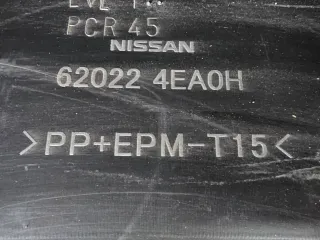 PCR 45
NISSAN
62022 4EA0H
>PP+EPM-T15<